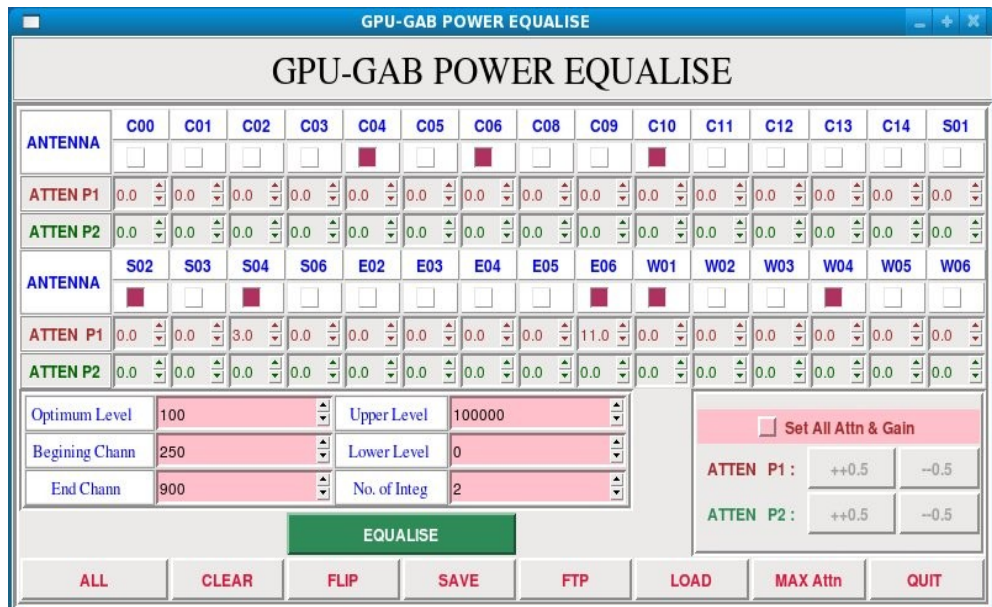 GPU-GAB POWER EQUALISE
GPU-GAB POWER EQUALISE
ANTENNA C00 C01 C02 C03 C04 C05 C06 C08 C09 C10 C11 C12 C13 C14 S01
ATTEN P1 0.0 0.0 0.0 0.0 0.0 0.0 0.0 0.0 0.0 0.0 0.0 0.0 0.0 0.0 0.0
ATTEN P2 0.0 0.0 0.0 0.0 0.0 0.0 0.0 0.0 0.0 0.0 0.0 0.0 0.0 0.0 0.0
ANTENNA S02 S03 S04 S06 E02 E03 E04 E05 E06 W01 W02 W03 W04 W05 W06
ATTEN P1 0.0 0.0 3.0 0.0 0.0 0.0 0.0 0.0 11.0 0.0 0.0 0.0 0.0 0.0 0.0
ATTEN P2 0.0 0.0 0.0 0.0 0.0 0.0 0.0 0.0 0.0 0.0 0.0 0.0 0.0 0.0 0.0
Optimum Level 100 Upper Level 100000
Begining Chann 250 Lower Level 0
End Chann 900 No. of Integ 2
Set All Attn & Gain
ATTEN P1 : ++0.5 --0.5
ATTEN P2 : ++0.5 --0.5
EQUALISE
ALL CLEAR FLIP SAVE FTP LOAD MAX Attn QUIT